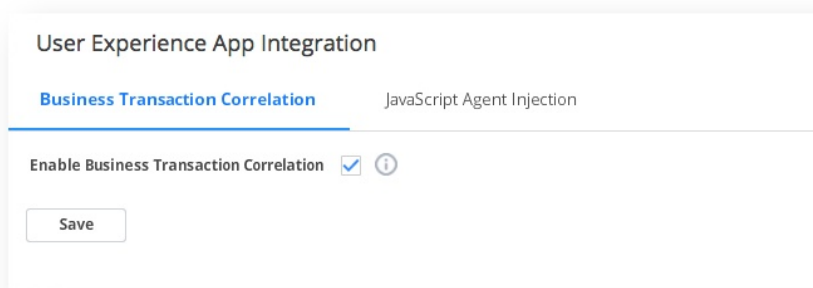 User Experience App Integration
Business Transaction Correlation JavaScript Agent Injection
Enable Business Transaction Correlation
Save